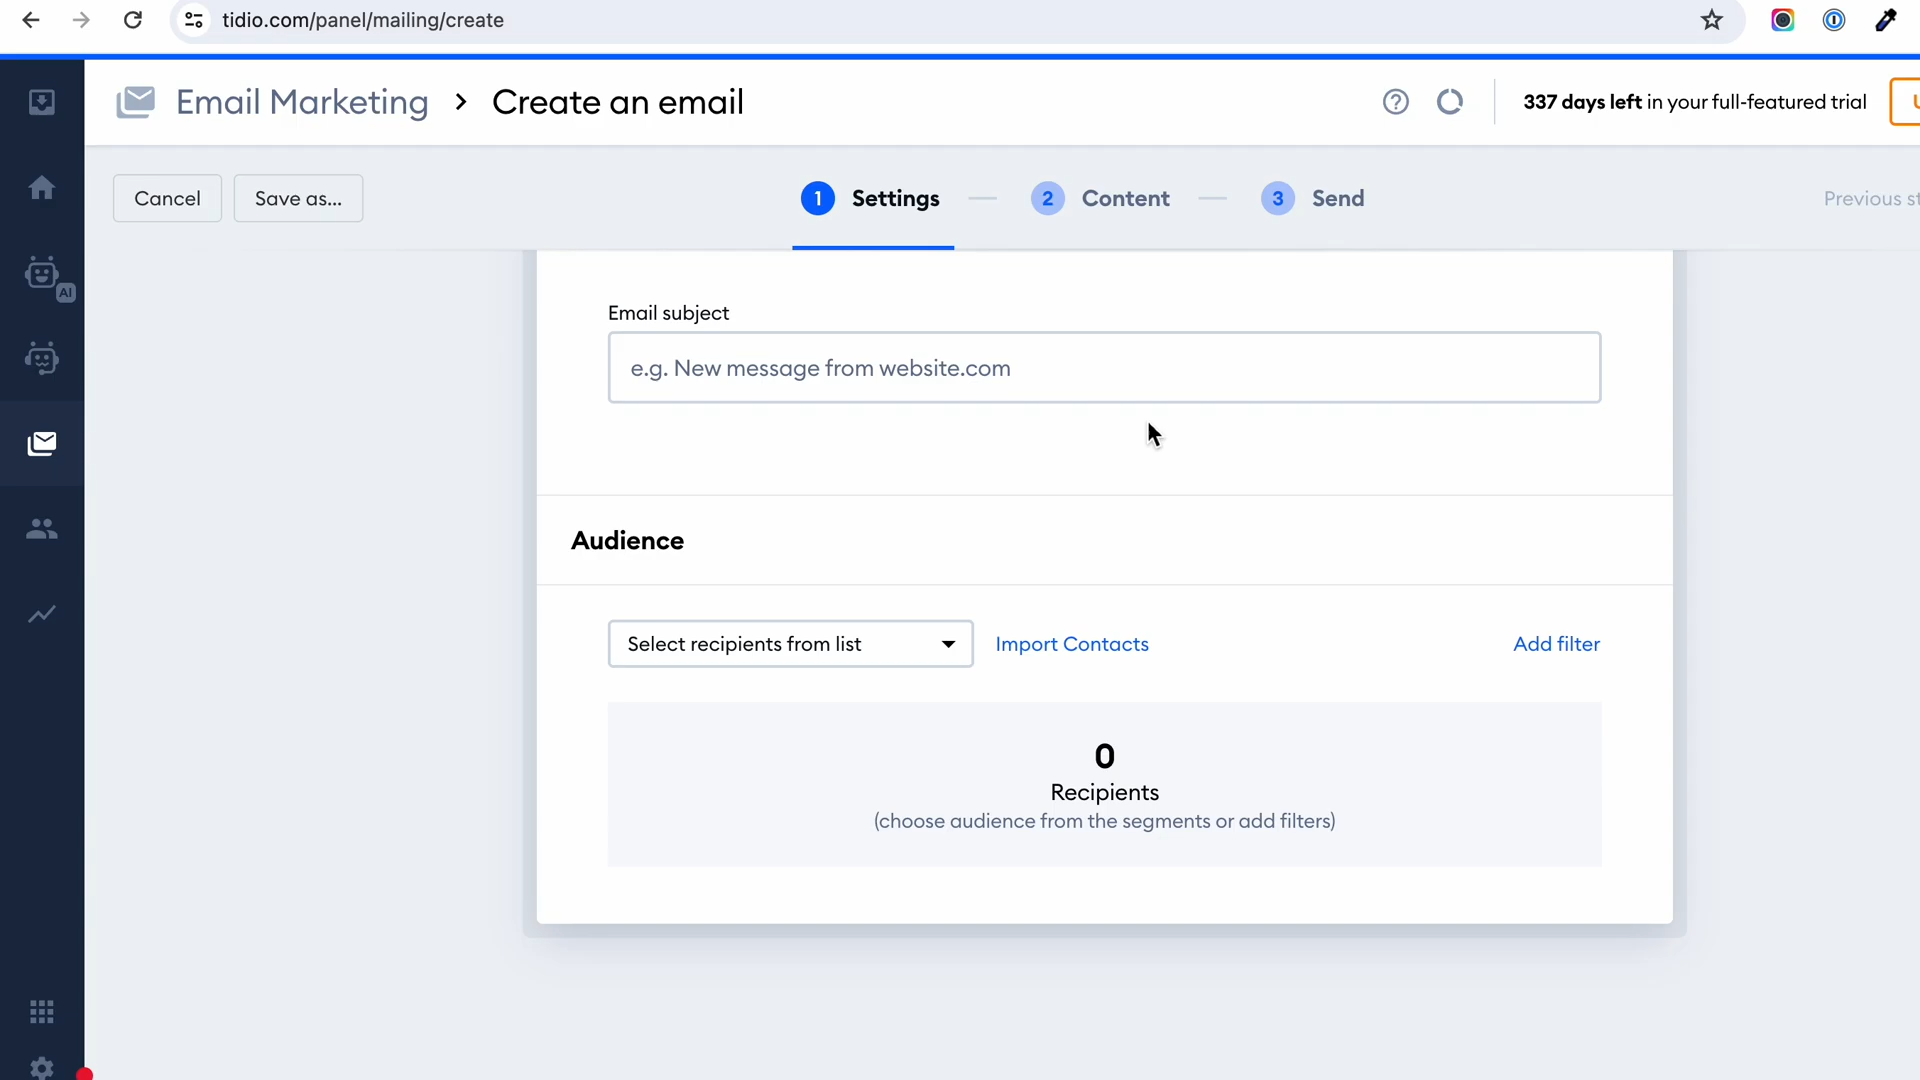 tidio.com/panel/mailing/create
Email Marketing > Create an email
337 days left in your full-featured trial
Cancel
Save as...
1 Settings
2 Content
3 Send
Previous
AI
Email subject
e.g. New message from website.com
Audience
Select recipients from list
Import Contacts
Add filter
0
Recipients
(choose audience from the segments or add filters)